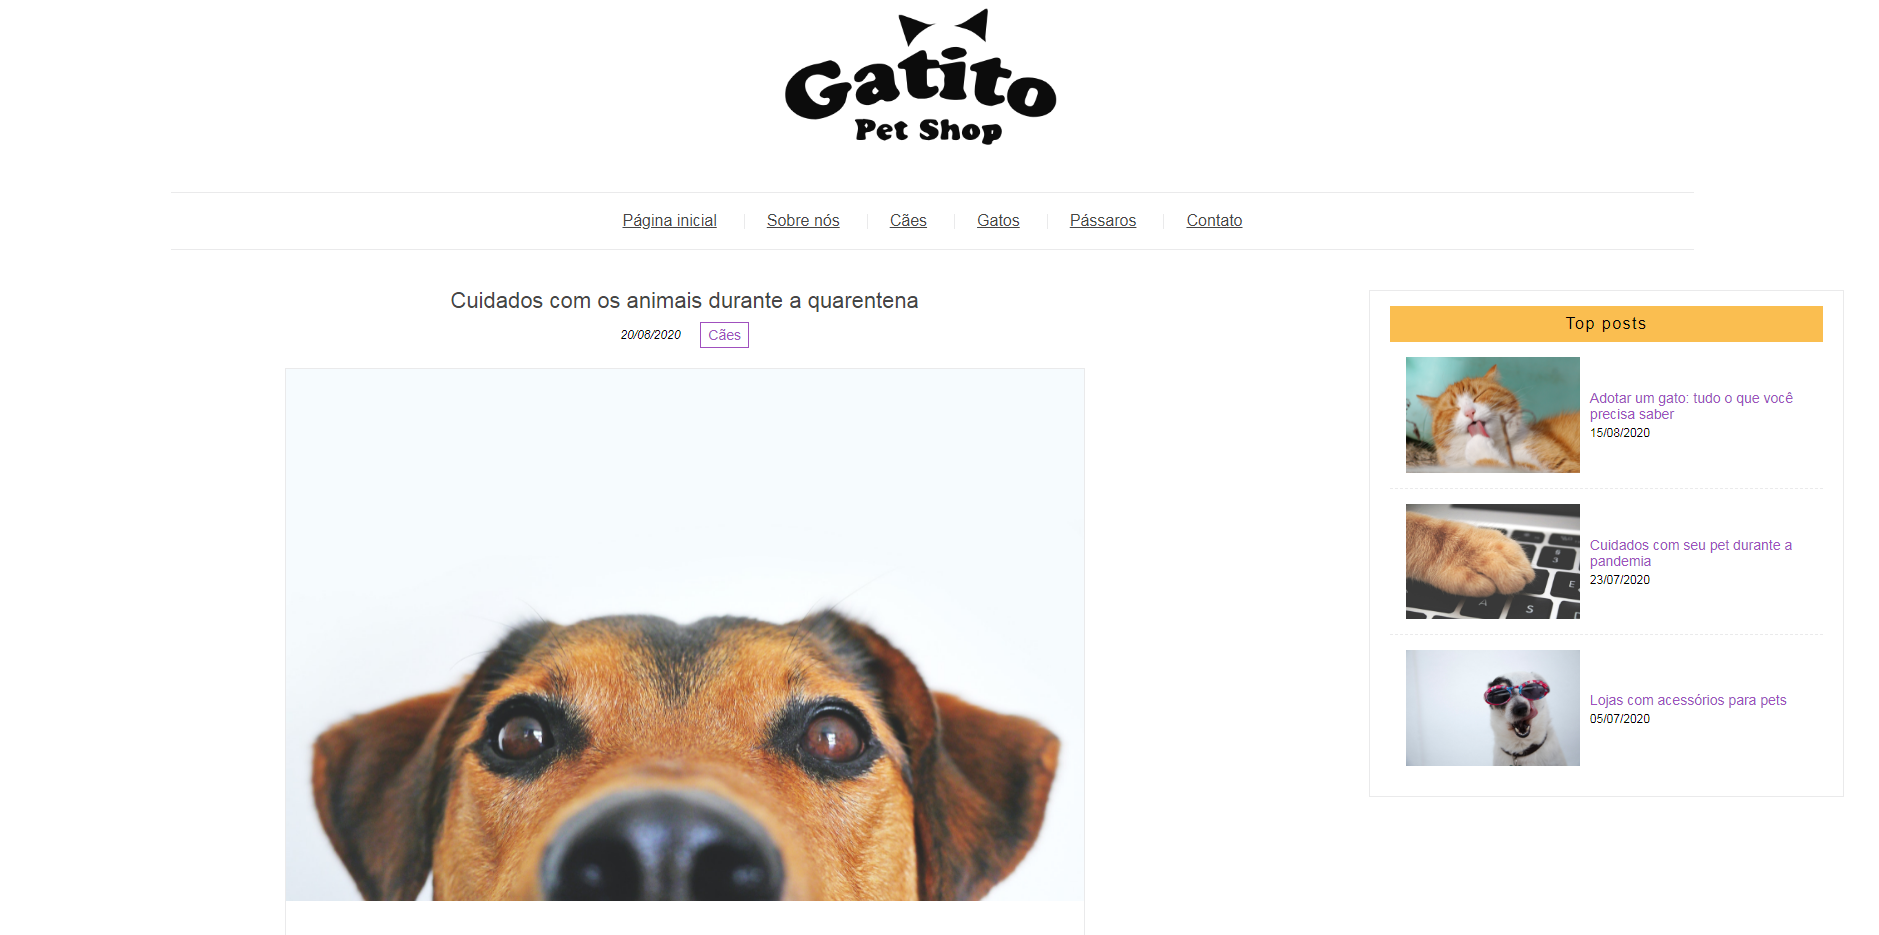 Gatito
Pet Shop
Página inicial
Sobre nós
Cães
Gatos
Pássaros
Contato
Cuidados com os animais durante a quarentena
20/08/2020
Cães
Top posts
Adotar um gato: tudo o que você
precisa saber
15/08/2020
Cuidados com seu pet durante a
pandemia
23/07/2020
Lojas com acessórios para pets
05/07/2020